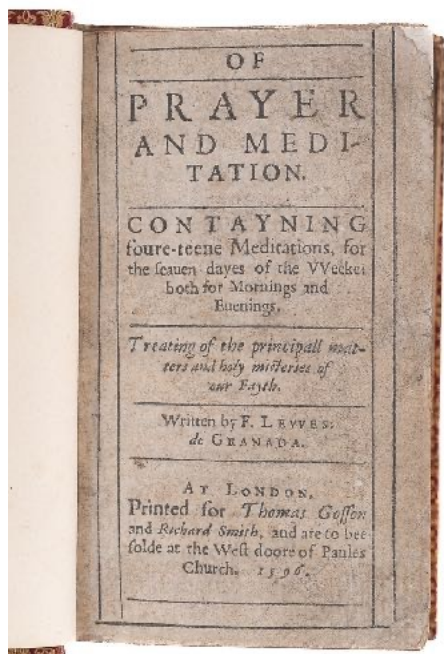 OF
PRAYER
AND MEDI-
TATION.
CONTAYNING
foure-teene Meditations, for
the seauen dayes of the VVeeke:
both for Mornings and
Euenings.
Treating of the principall mat-
ters and holy misteries of
our Fayth.
Written by F. LEVVES.
de GRANADA.
AT LONDON,
Printed for Thomas Gosson
and Richard Smith, and are to bee
solde at the West doore of Paules
Church. 1596.